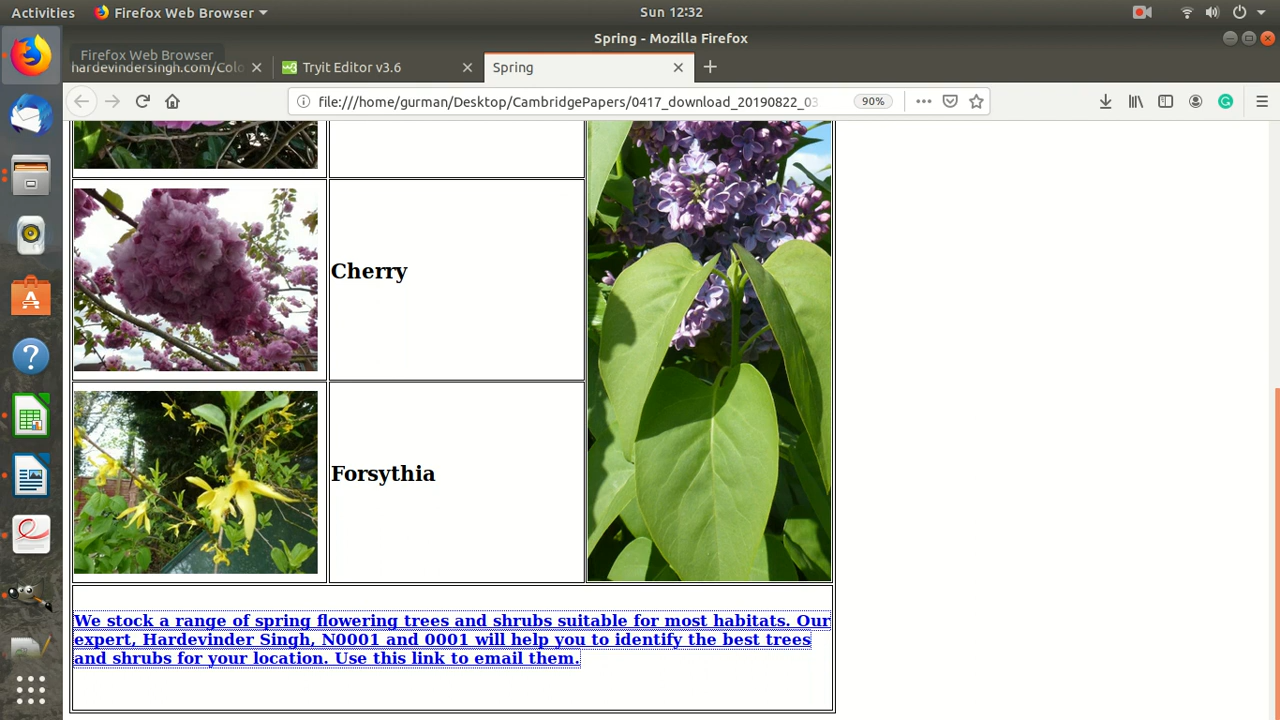 Activities Firefox Web Browser Sun 12:32
Spring - Mozilla Firefox
Firefox Web Browser
hardevindersingh.com/Colo Tryit Editor v3.6 Spring
file:///home/gurman/Desktop/CambridgePapers/0417_download_20190822_03 90%
Cherry
Forsythia
We stock a range of spring flowering trees and shrubs suitable for most habitats. Our
expert, Hardevinder Singh, N0001 and 0001 will help you to identify the best trees
and shrubs for your location. Use this link to email them.